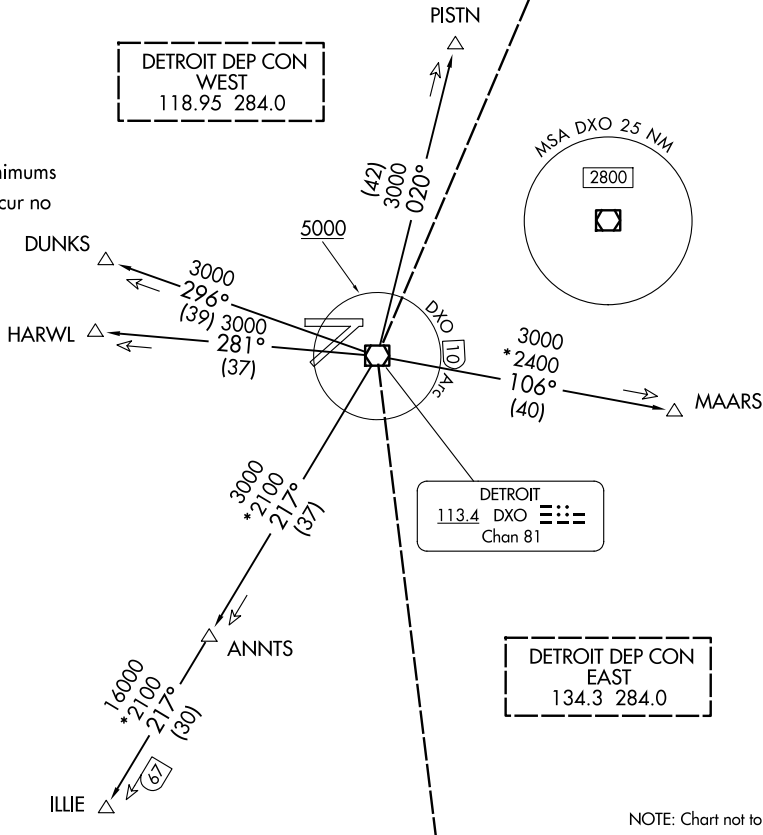 PISTN
DETROIT DEP CON
WEST
118.95 284.0
MSA DXO 25 NM
2800
nimums
cur no
(42)
3000
020°
5000
DUNKS
3000
296°
(39)
HARWL
3000
281°
(37)
DXO
10
Arc
3000
*2400
106°
(40)
MAARS
3000
*2100
217°
(37)
DETROIT
113.4 DXO
Chan 81
ANNTS
DETROIT DEP CON
EAST
134.3 284.0
16000
*2100
217°
(30)
67
ILLIE
NOTE: Chart not to